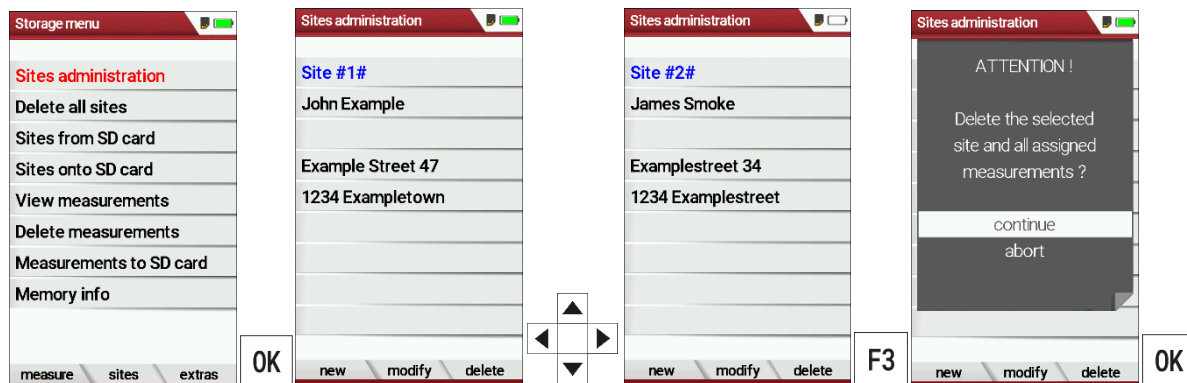 Storage menu
Sites administration
Delete all sites
Sites from SD card
Sites onto SD card
View measurements
Delete measurements
Measurements to SD card
Memory info
measure sites extras
OK
Sites administration
Site #1#
John Example
Example Street 47
1234 Exampletown
new modify delete
Sites administration
Site #2#
James Smoke
Examplestreet 34
1234 Examplestreet
new modify delete
F3
Sites administration
ATTENTION !
Delete the selected
site and all assigned
measurements ?
continue
abort
new modify delete
OK